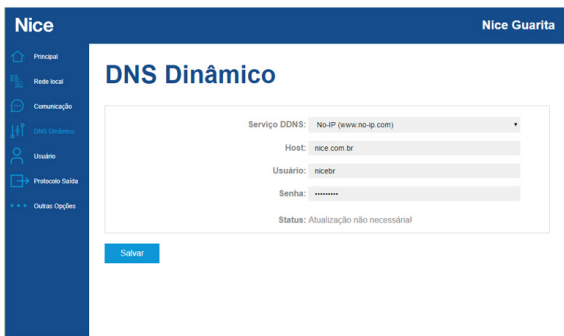 Nice
Nice Guarita
Principal
Rede local
Comunicação
DNS Dinâmico
Usuário
Protocolo Saída
Outras Opções
DNS Dinâmico
Serviço DDNS: No-IP (www.no-ip.com)
Host: nice.com.br
Usuário: nicebr
Senha: •••••••••
Status: Atualização não necessária!
Salvar